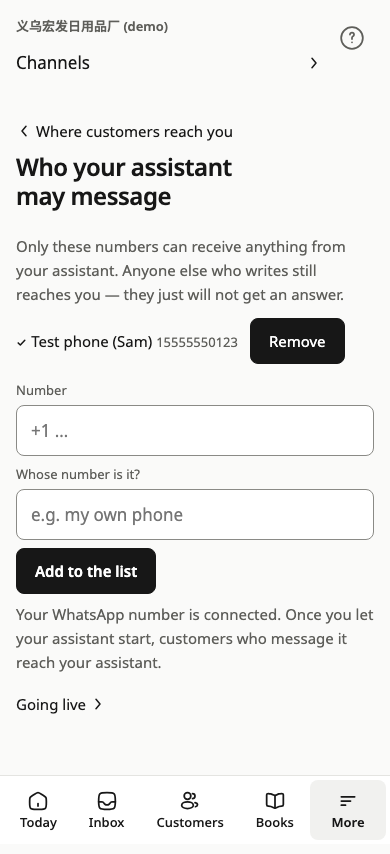 义乌宏发日用品厂 (demo)
?
Channels
Where customers reach you
Who your assistant
may message
Only these numbers can receive anything from
your assistant. Anyone else who writes still
reaches you — they just will not get an answer.
Test phone (Sam) 15555550123
Remove
Number
+1 ...
Whose number is it?
e.g. my own phone
Add to the list
Your WhatsApp number is connected. Once you let
your assistant start, customers who message it
reach your assistant.
Going live
Today Inbox Customers Books More